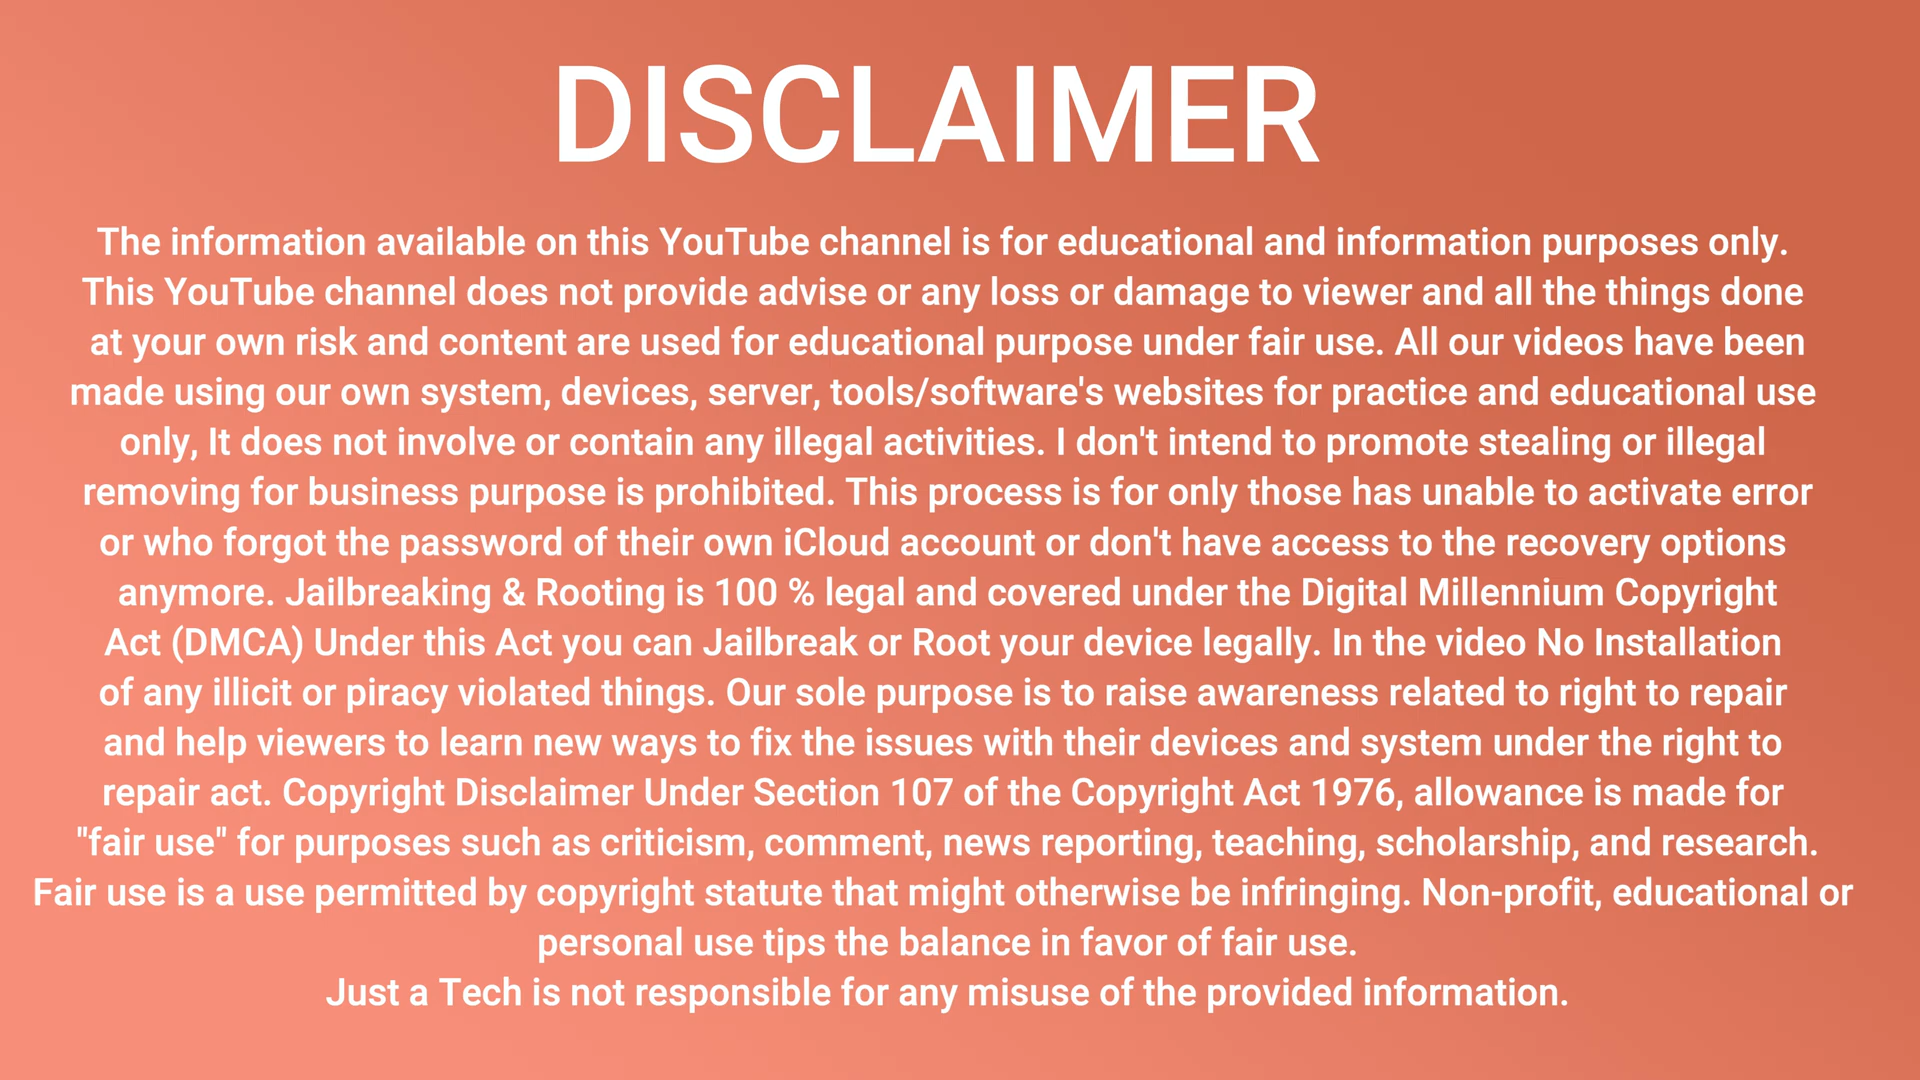 DISCLAIMER
The information available on this YouTube channel is for educational and information purposes only.
This YouTube channel does not provide advise or any loss or damage to viewer and all the things done
at your own risk and content are used for educational purpose under fair use. All our videos have been
made using our own system, devices, server, tools/software's websites for practice and educational use
only, It does not involve or contain any illegal activities. I don't intend to promote stealing or illegal
removing for business purpose is prohibited. This process is for only those has unable to activate error
or who forgot the password of their own iCloud account or don't have access to the recovery options
anymore. Jailbreaking & Rooting is 100 % legal and covered under the Digital Millennium Copyright
Act (DMCA) Under this Act you can Jailbreak or Root your device legally. In the video No Installation
of any illicit or piracy violated things. Our sole purpose is to raise awareness related to right to repair
and help viewers to learn new ways to fix the issues with their devices and system under the right to
repair act. Copyright Disclaimer Under Section 107 of the Copyright Act 1976, allowance is made for
"fair use" for purposes such as criticism, comment, news reporting, teaching, scholarship, and research.
Fair use is a use permitted by copyright statute that might otherwise be infringing. Non-profit, educational or
personal use tips the balance in favor of fair use.
Just a Tech is not responsible for any misuse of the provided information.